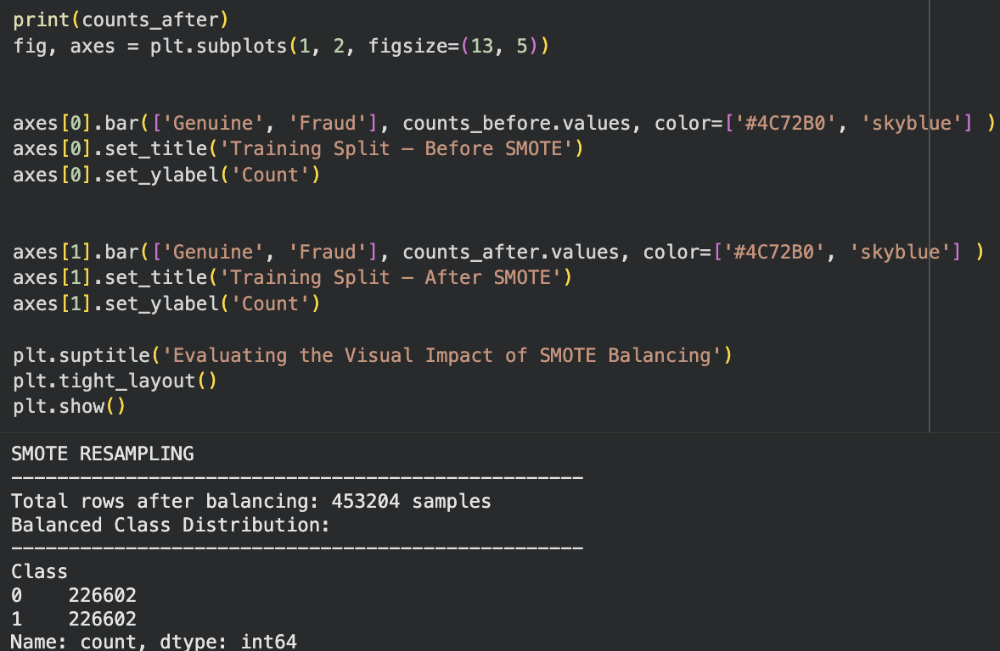 print(counts_after)
fig, axes = plt.subplots(1, 2, figsize=(13, 5))
axes[0].bar(['Genuine', 'Fraud'], counts_before.values, color=['#4C72B0', 'skyblue'] )
axes[0].set_title('Training Split – Before SMOTE')
axes[0].set_ylabel('Count')
axes[1].bar(['Genuine', 'Fraud'], counts_after.values, color=['#4C72B0', 'skyblue'] )
axes[1].set_title('Training Split – After SMOTE')
axes[1].set_ylabel('Count')
plt.suptitle('Evaluating the Visual Impact of SMOTE Balancing')
plt.tight_layout()
plt.show()
SMOTE RESAMPLING
--------------------------------------------------
Total rows after balancing: 453204 samples
Balanced Class Distribution:
--------------------------------------------------
Class
0    226602
1    226602
Name: count, dtype: int64